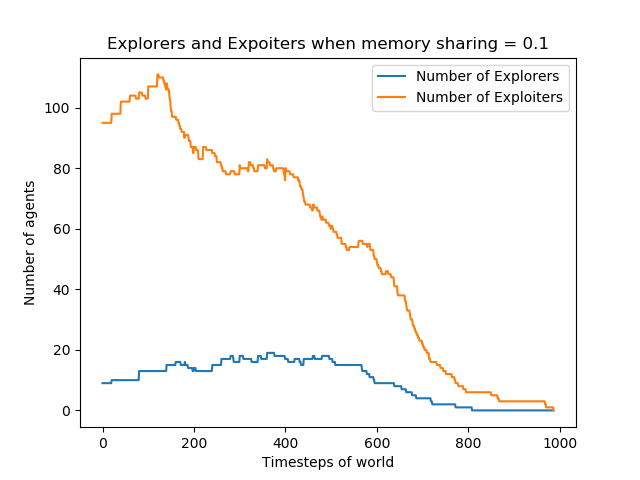 Explorers and Expoiters when memory sharing = 0.1
Number of Explorers
Number of Exploiters
Number of agents
100
80
60
40
20
0
0 200 400 600 800 1000
Timesteps of world